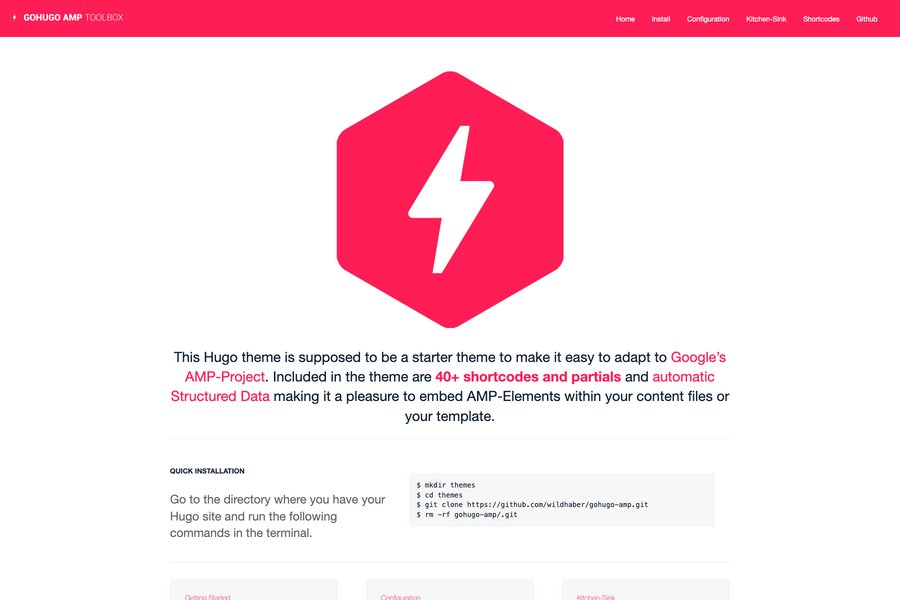 GOHUGO AMP TOOLBOX
Home Install Configuration Kitchen-Sink Shortcodes Github
This Hugo theme is supposed to be a starter theme to make it easy to adapt to Google's
AMP-Project. Included in the theme are 40+ shortcodes and partials and automatic
Structured Data making it a pleasure to embed AMP-Elements within your content files or
your template.
QUICK INSTALLATION
Go to the directory where you have your
Hugo site and run the following
commands in the terminal.
$ mkdir themes
$ cd themes
$ git clone https://github.com/wildhaber/gohugo-amp.git
$ rm -rf gohugo-amp/.git
Getting Started Configuration Kitchen-Sink